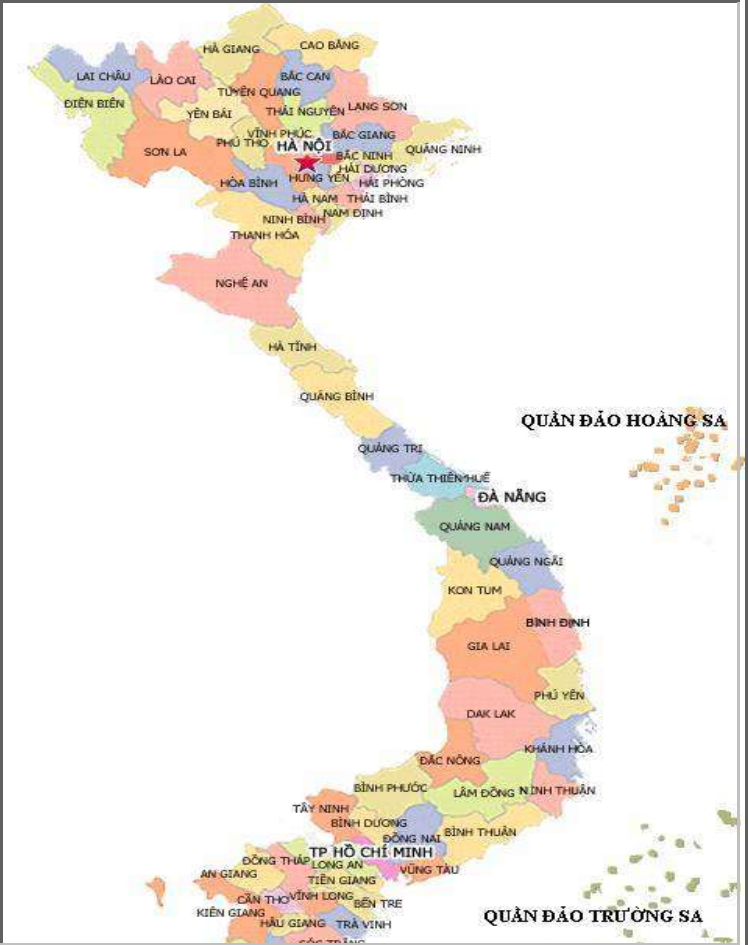 HÀ GIANG
CAO BẰNG
LAI CHÂU
LÀO CAI
BẮC CẠN
TUYÊN QUANG
ĐIỆN BIÊN
YÊN BÁI
THÁI NGUYÊN
LẠNG SƠN
VĨNH PHÚC
BẮC GIANG
PHÚ THỌ
HÀ NỘI
SƠN LA
BẮC NINH
QUẢNG NINH
HẢI DƯƠNG
HÒA BÌNH
HƯNG YÊN
HẢI PHÒNG
HÀ NAM
THÁI BÌNH
NINH BÌNH
NAM ĐỊNH
THANH HÓA
NGHỆ AN
HÀ TĨNH
QUẢNG BÌNH
QUẦN ĐẢO HOÀNG SA
QUẢNG TRỊ
THỪA THIÊN HUẾ
ĐÀ NẴNG
QUẢNG NAM
QUẢNG NGÃI
KON TUM
BÌNH ĐỊNH
GIA LAI
PHÚ YÊN
DAK LAK
KHÁNH HÒA
ĐẮC NÔNG
BÌNH PHƯỚC
LÂM ĐỒNG
NINH THUẬN
TÂY NINH
BÌNH DƯƠNG
ĐỒNG NAI
BÌNH THUẬN
TP HỒ CHÍ MINH
ĐỒNG THÁP
LONG AN
VŨNG TÀU
AN GIANG
TIỀN GIANG
CẦN THƠ
VĨNH LONG
BẾN TRE
KIÊN GIANG
HẬU GIANG
TRÀ VINH
QUẦN ĐẢO TRƯỜNG SA